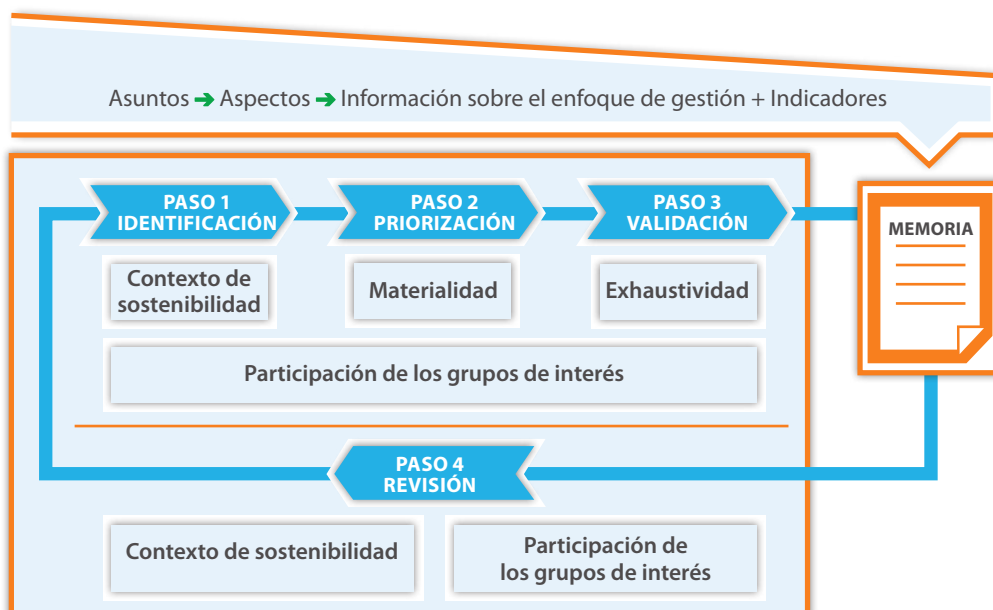 Asuntos ➔ Aspectos ➔ Información sobre el enfoque de gestión + Indicadores
PASO 1
IDENTIFICACIÓN
PASO 2
PRIORIZACIÓN
PASO 3
VALIDACIÓN
MEMORIA
Contexto de
sostenibilidad
Materialidad
Exhaustividad
Participación de los grupos de interés
PASO 4
REVISIÓN
Contexto de sostenibilidad
Participación de
los grupos de interés